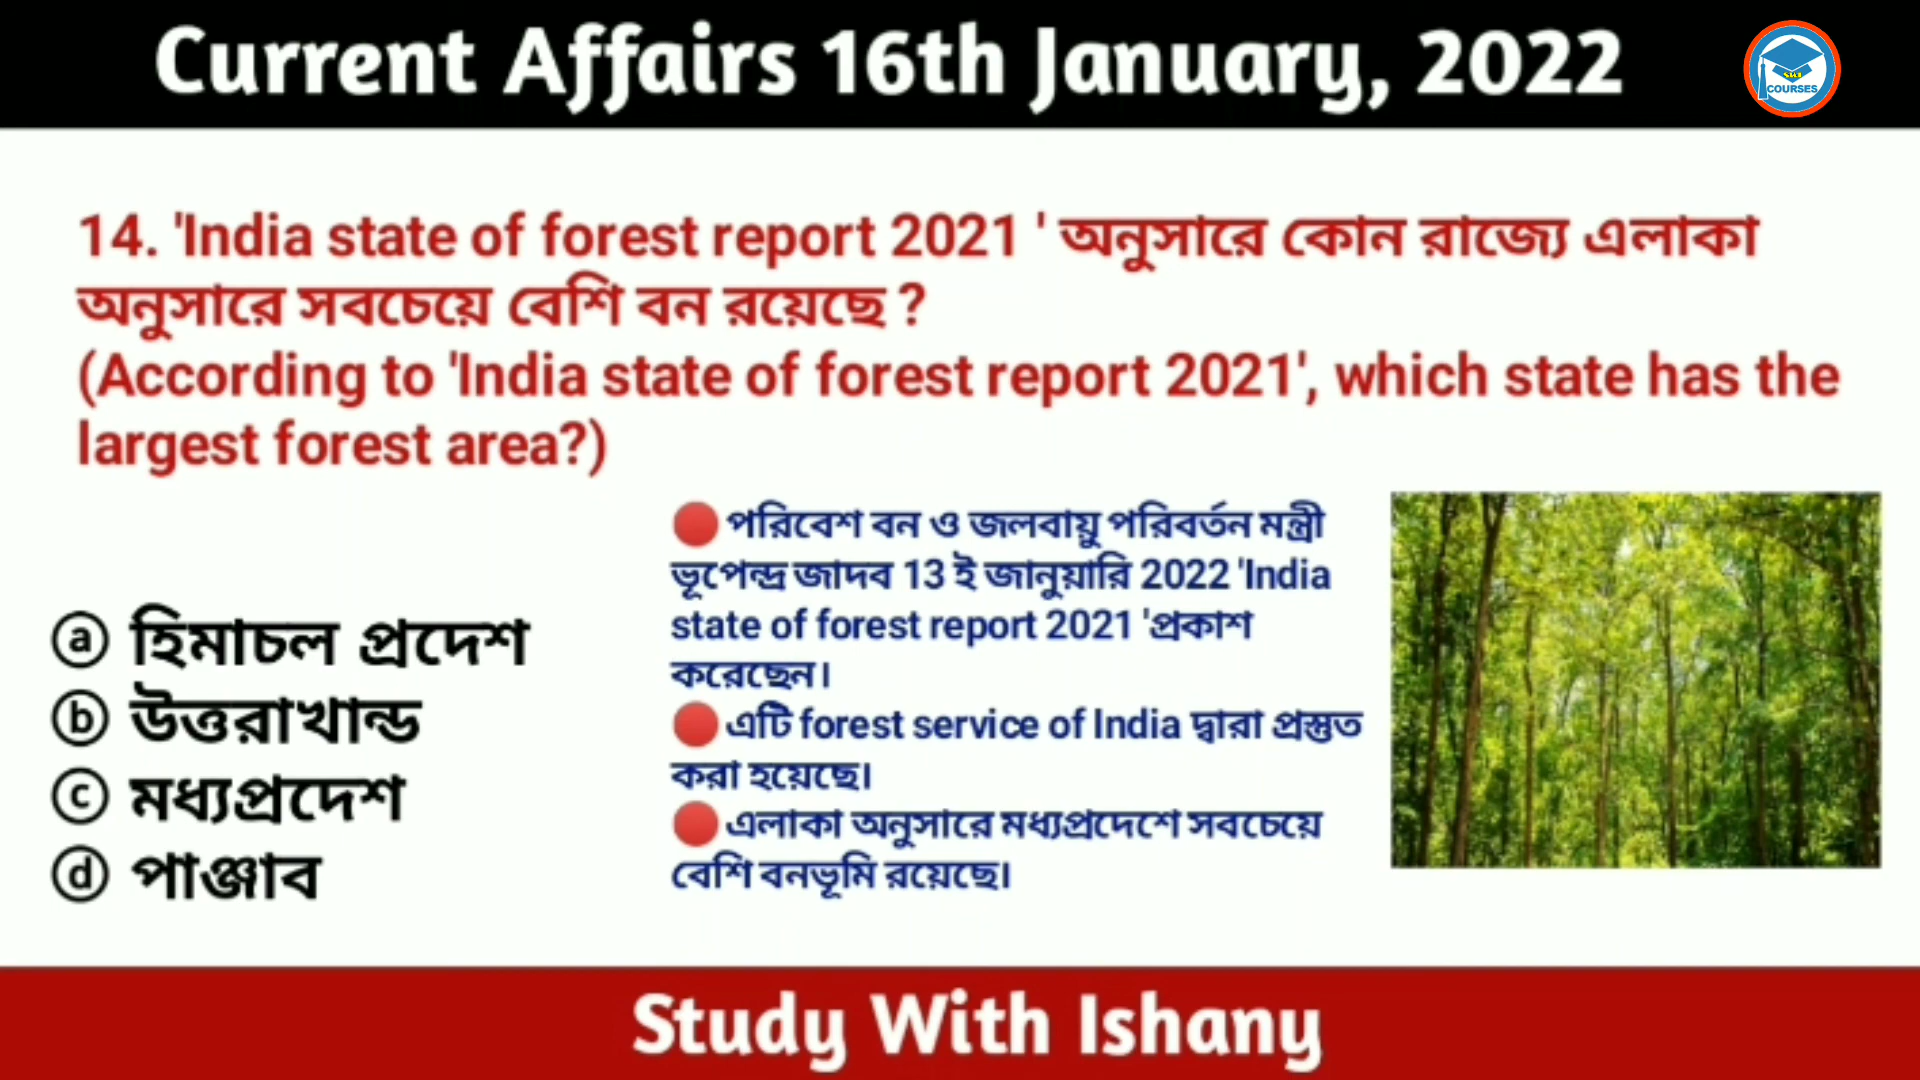 Current Affairs 16th January, 2022
SWI
COURSES
14. 'India state of forest report 2021 ' অনুসারে কোন রাজ্যে এলাকা
অনুসারে সবচেয়ে বেশি বন রয়েছে ?
(According to 'India state of forest report 2021', which state has the
largest forest area?)
🔴 পরিবেশ বন ও জলবায়ু পরিবর্তন মন্ত্রী
ভূপেন্দ্র জাদব 13 ই জানুয়ারি 2022 'India
state of forest report 2021 'প্রকাশ
করেছেন।
🔴 এটি forest service of India দ্বারা প্রস্তুত
করা হয়েছে।
🔴 এলাকা অনুসারে মধ্যপ্রদেশে সবচেয়ে
বেশি বনভূমি রয়েছে।
ⓐ হিমাচল প্রদেশ
ⓑ উত্তরাখান্ড
ⓒ মধ্যপ্রদেশ
ⓓ পাঞ্জাব
Study With Ishany